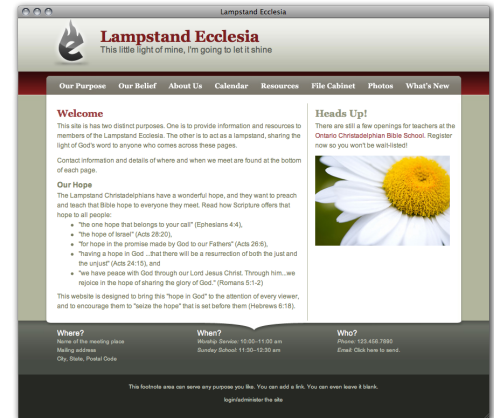 Lampstand Ecclesia
Lampstand Ecclesia
This little light of mine, I'm going to let it shine
Our Purpose Our Belief About Us Calendar Resources File Cabinet Photos What's New
Welcome
This site is has two distinct purposes. One is to provide information and resources to
members of the Lampstand Ecclesia. The other is to act as a lampstand, sharing the
light of God's word to anyone who comes across these pages.
Contact information and details of where and when we meet are found at the bottom
of each page.
Our Hope
The Lampstand Christadelphians have a wonderful hope, and they want to preach
and teach that Bible hope to everyone they meet. Read how Scripture offers that
hope to all people:
• "the one hope that belongs to your call" (Ephesians 4:4),
• "the hope of Israel" (Acts 28:20),
• "for hope in the promise made by God to our Fathers" (Acts 26:6),
• "having a hope in God ...that there will be a resurrection of both the just and
the unjust" (Acts 24:15), and
• "we have peace with God through our Lord Jesus Christ. Through him...we
rejoice in the hope of sharing the glory of God." (Romans 5:1-2)
This website is designed to bring this "hope in God" to the attention of every viewer,
and to encourage them to "seize the hope" that is set before them (Hebrews 6:18).
Heads Up!
There are still a few openings for teachers at the
Ontario Christadelphian Bible School. Register
now so you won't be wait-listed!
Where?
Name of the meeting place
Mailing address
City, State, Postal Code
When?
Worship Service: 10:00–11:00 am
Sunday School: 11:30–12:30 am
Who?
Phone: 123.456.7890
Email: Click here to send.
This footnote area can serve any purpose you like. You can add a link. You can even leave it blank.
login/administer the site